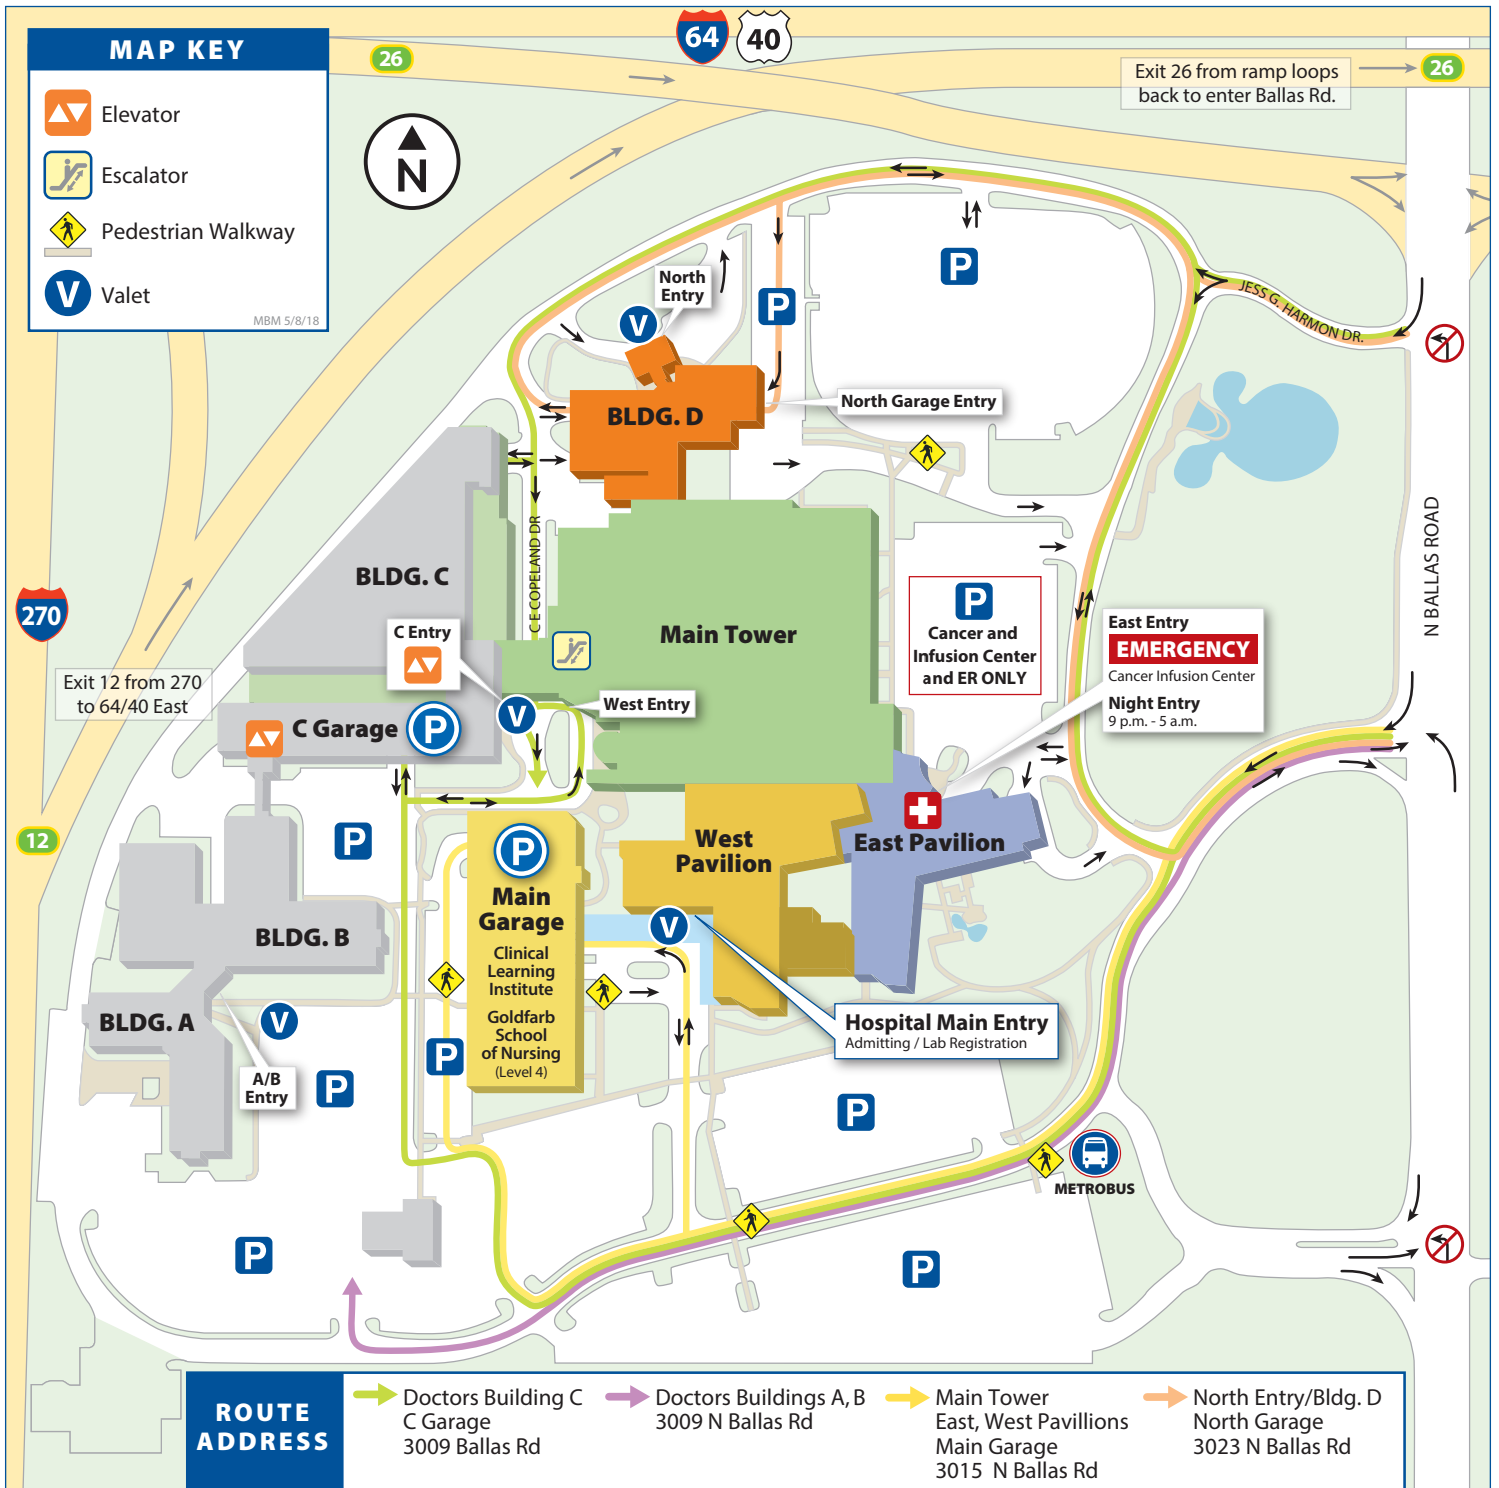 MAP KEY
Elevator
Escalator
Pedestrian Walkway
V
Valet
MBM 5/8/18
26
64
40
Exit 26 from ramp loops
back to enter Ballas Rd.
26
N
P
North
Entry
V
P
JESS G. HARMON DR.
BLDG. D
North Garage Entry
N BALLAS ROAD
C E COPELAND DR
BLDG. C
270
Main Tower
P
Cancer and
Infusion Center
and ER ONLY
East Entry
EMERGENCY
Cancer Infusion Center
Night Entry
9 p.m. - 5 a.m.
C Entry
Exit 12 from 270
to 64/40 East
West Entry
V
C Garage
P
12
P
P
Main
Garage
Clinical
Learning
Institute
Goldfarb
School
of Nursing
(Level 4)
West
Pavilion
East Pavilion
V
BLDG. B
BLDG. A
V
Hospital Main Entry
Admitting / Lab Registration
P
A/B
Entry
P
P
METROBUS
P
P
ROUTE
ADDRESS
Doctors Building C
C Garage
3009 Ballas Rd
Doctors Buildings A, B
3009 N Ballas Rd
Main Tower
East, West Pavillions
Main Garage
3015 N Ballas Rd
North Entry/Bldg. D
North Garage
3023 N Ballas Rd